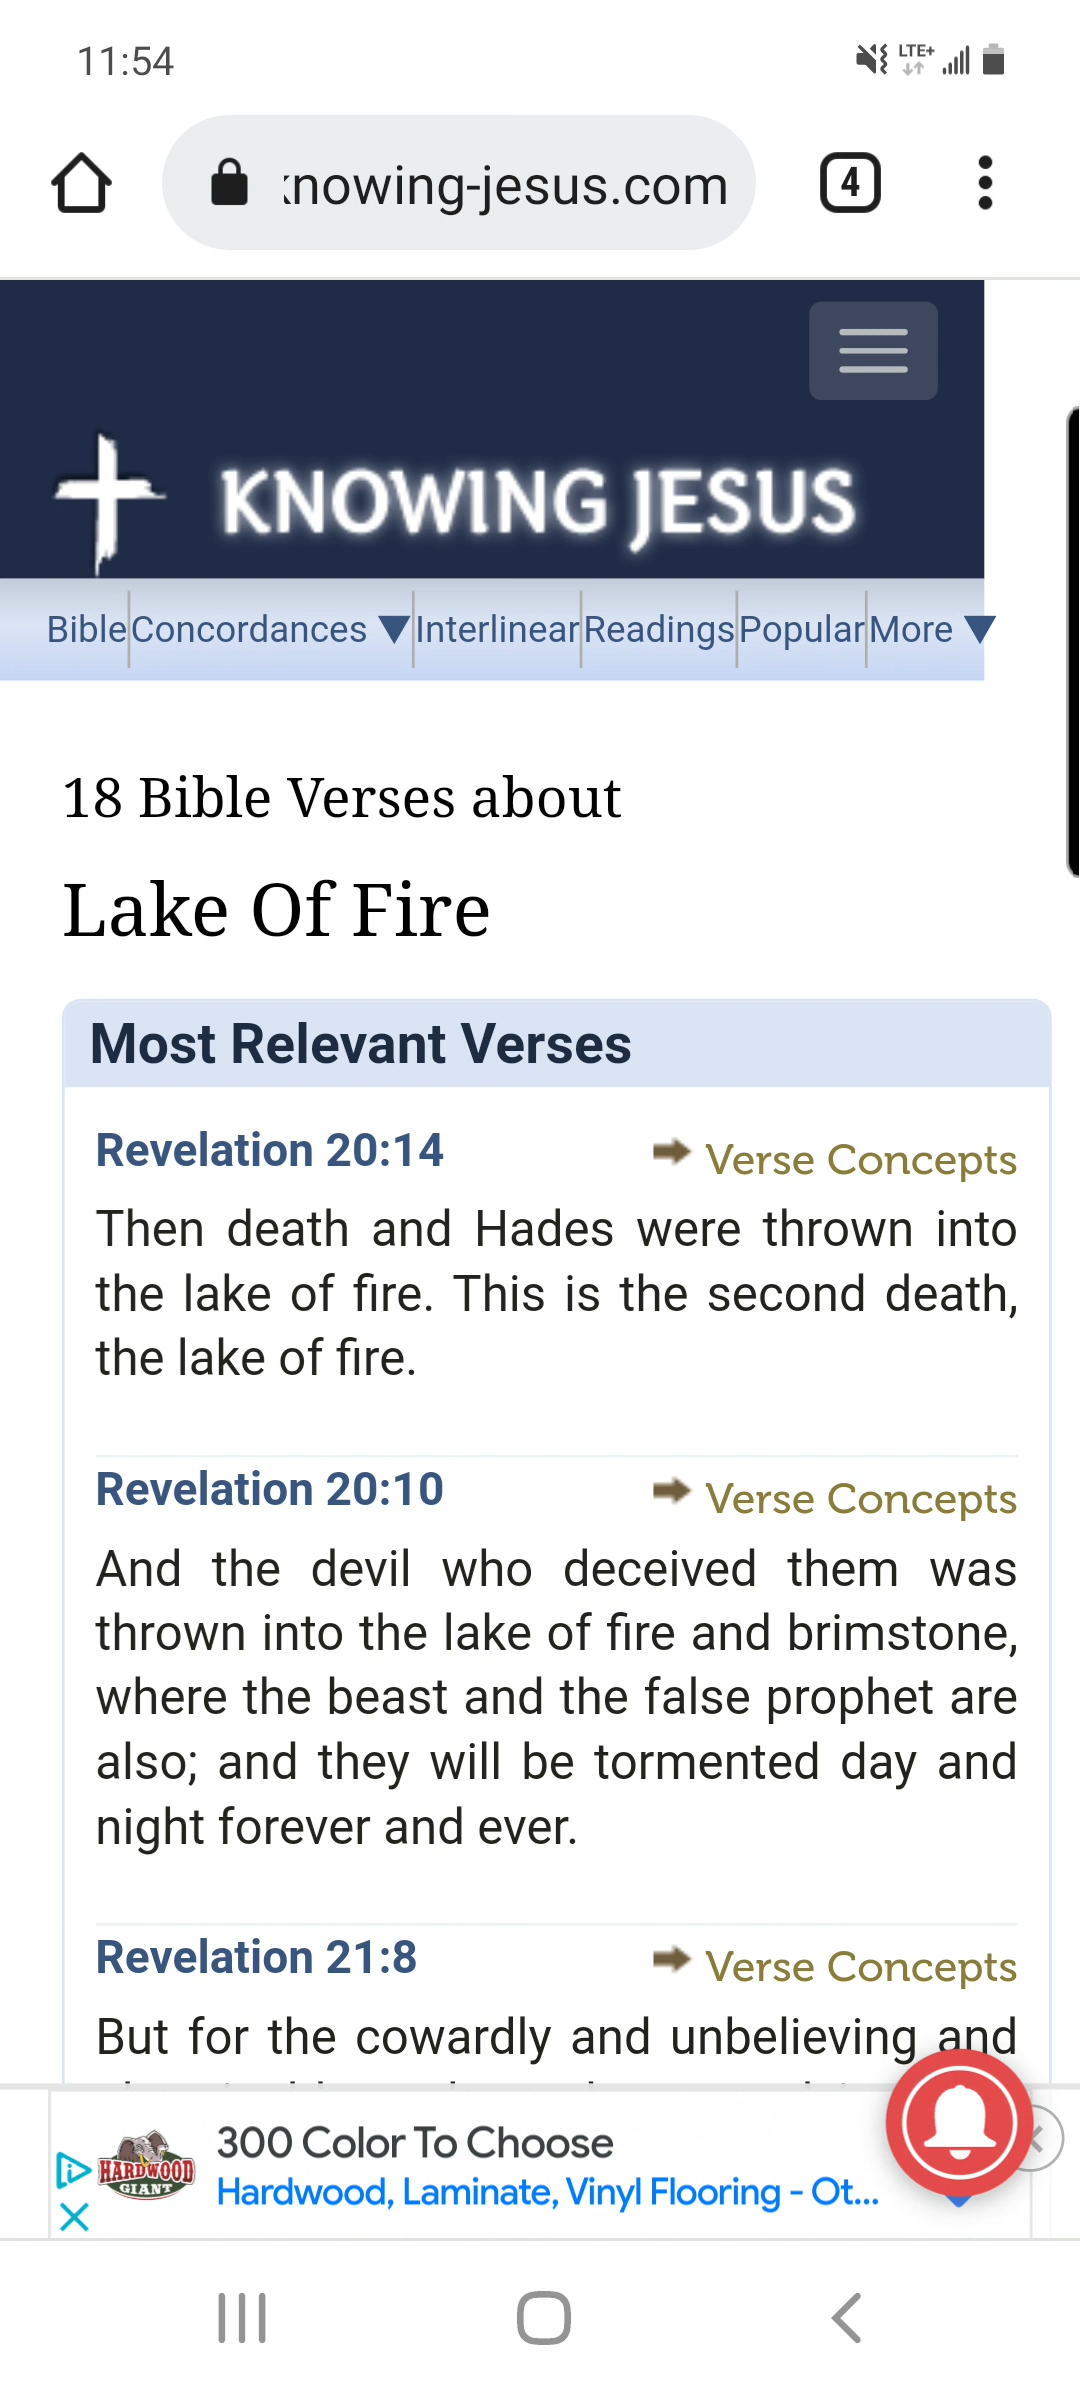 11:54
LTE+
nowing-jesus.com
4
KNOWING JESUS
Bible Concordances ▼ Interlinear Readings Popular More ▼
18 Bible Verses about
Lake Of Fire
Most Relevant Verses
Revelation 20:14 Verse Concepts
Then death and Hades were thrown into
the lake of fire. This is the second death,
the lake of fire.
Revelation 20:10 Verse Concepts
And the devil who deceived them was
thrown into the lake of fire and brimstone,
where the beast and the false prophet are
also; and they will be tormented day and
night forever and ever.
Revelation 21:8 Verse Concepts
But for the cowardly and unbelieving and
HARDWOOD
GIANT
300 Color To Choose
Hardwood, Laminate, Vinyl Flooring - Ot...